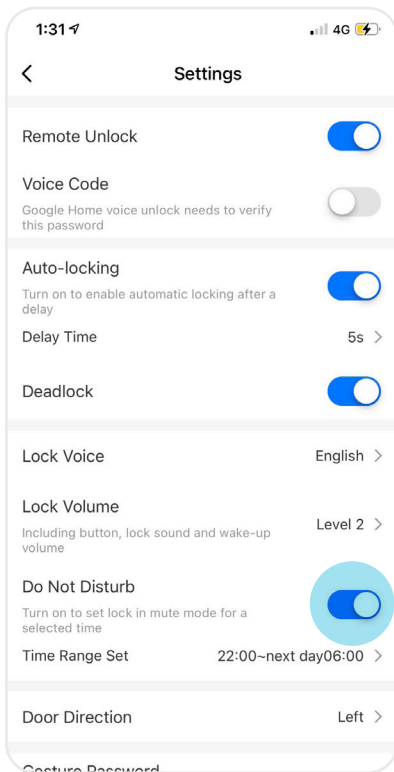 1:31
4G
Settings
Remote Unlock
Voice Code
Google Home voice unlock needs to verify
this password
Auto-locking
Turn on to enable automatic locking after a
delay
Delay Time 5s
Deadlock
Lock Voice English
Lock Volume
Including button, lock sound and wake-up
volume
Level 2
Do Not Disturb
Turn on to set lock in mute mode for a
selected time
Time Range Set 22:00~next day06:00
Door Direction Left
Gesture Password